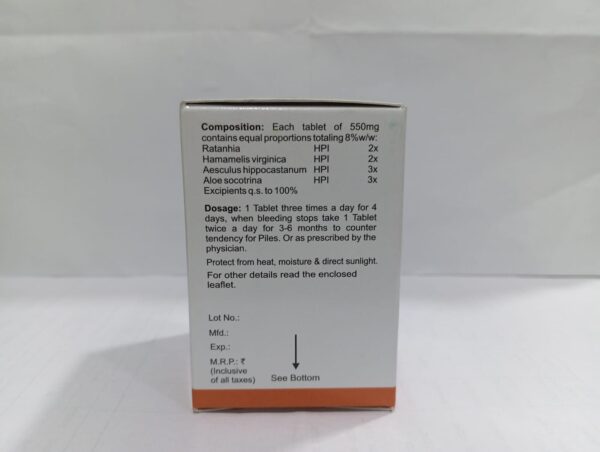 Composition: Each tablet of 550mg
contains equal proportions totaling 8%w/w:
Ratanhia HPI 2x
Hamamelis virginica HPI 2x
Aesculus hippocastanum HPI 3x
Aloe socotrina HPI 3x
Excipients q.s. to 100%
Dosage: 1 Tablet three times a day for 4
days, when bleeding stops take 1 Tablet
twice a day for 3-6 months to counter
tendency for Piles. Or as prescribed by the
physician.
Protect from heat, moisture & direct sunlight.
For other details read the enclosed
leaflet.
Lot No.:
Mfd.:
Exp.:
M.R.P.: ₹
(Inclusive
of all taxes) See Bottom